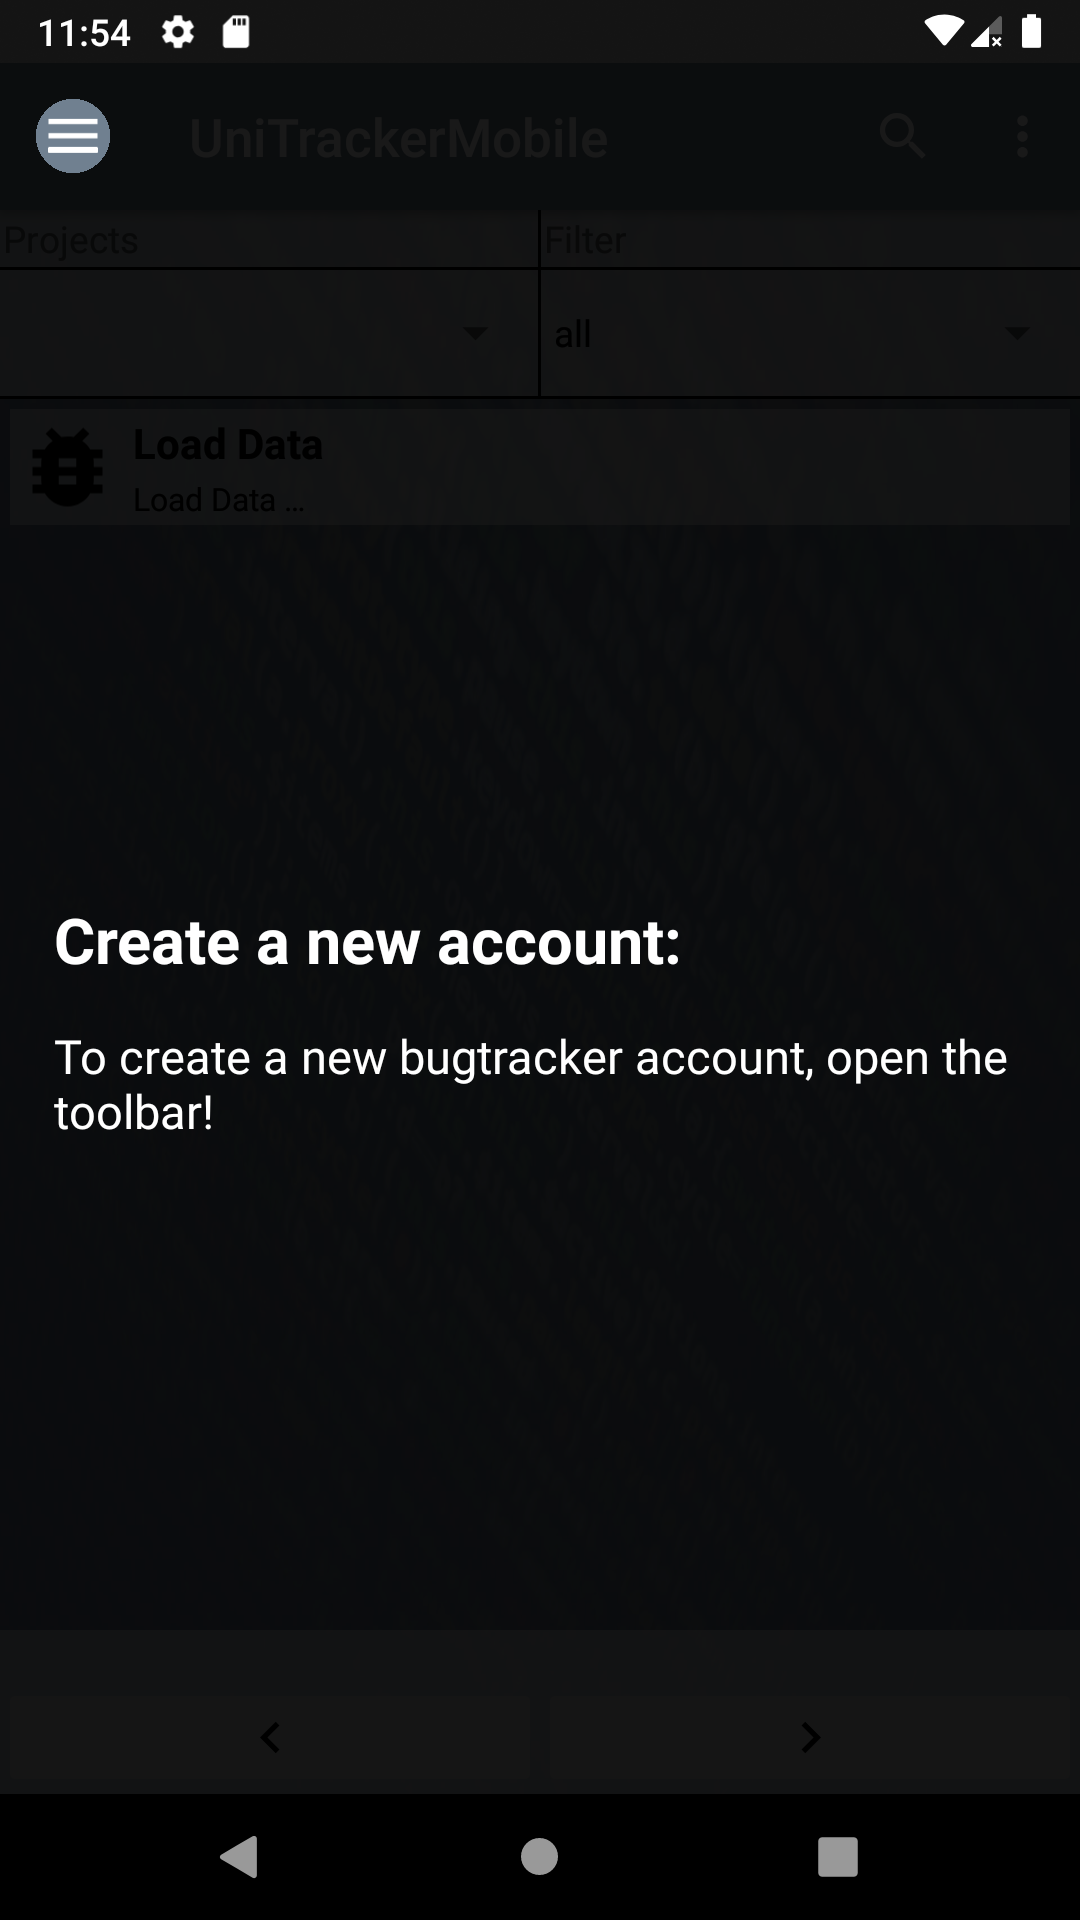 11:54
UniTrackerMobile
Projects
Filter
all
Load Data
Load Data ...
Create a new account:
To create a new bugtracker account, open the
toolbar!